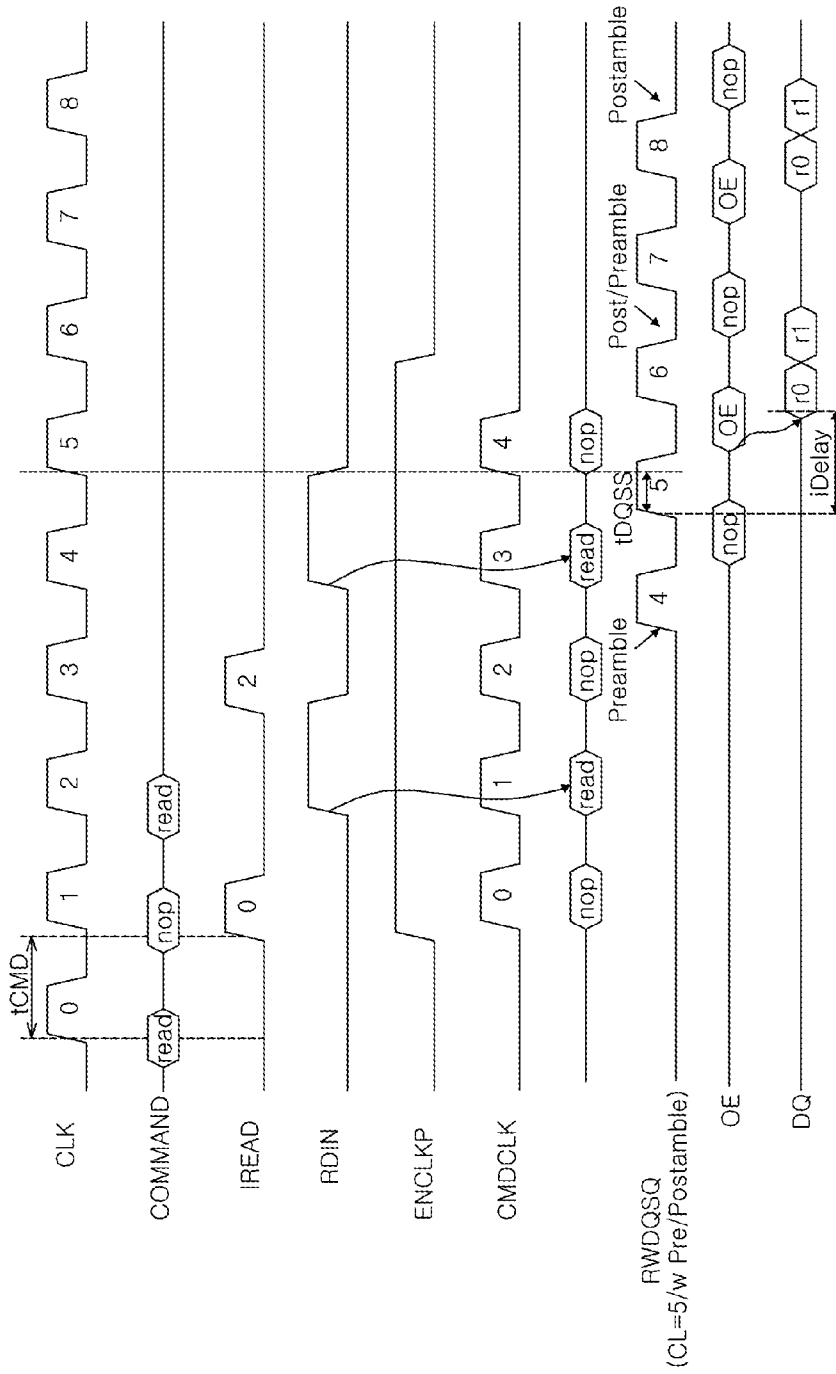 tCMD
CLK 0 1 2 3 4 5 6 7 8
COMMAND read nop read
IREAD 0 2
RDIN
ENCLKP
CMDCLK 0 1 2 3 4
nop read nop read nop
Preamble tDQSS Post/Preamble Postamble
RWDQSQ 4 5 6 7 8
(CL=5/w Pre/Postamble)
OE nop OE nop OE nop
DQ r0 r1 r0 r1
iDelay